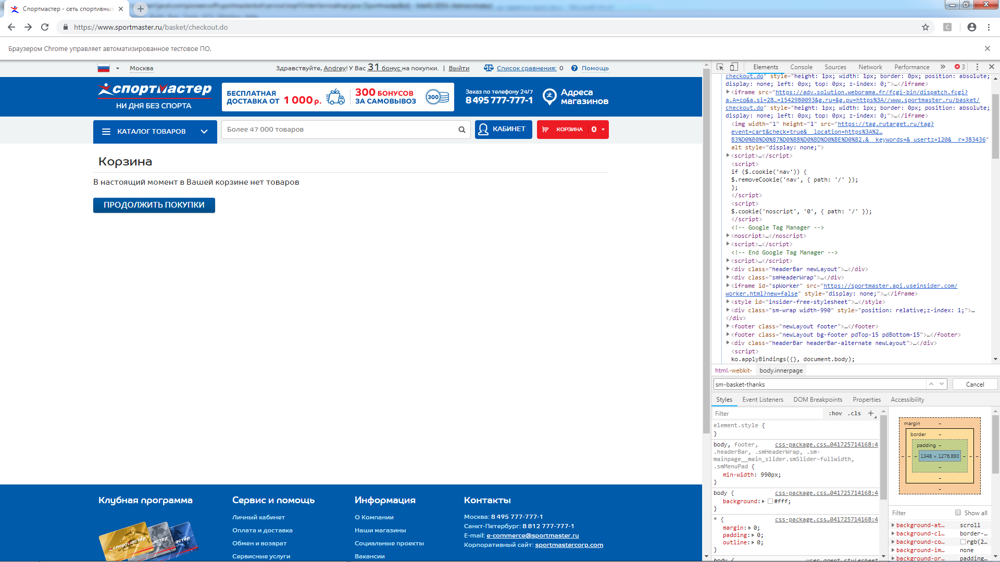 Спортмастер - сеть спортивных
https://www.sportmaster.ru/basket/checkout.do
Браузером Chrome управляет автоматизированное тестовое ПО.
Москва
Здравствуйте, Andrey! У Вас 31 бонус на покупки. | Выйти
Список сравнения: 0
Помощь
спортмастер
НИ ДНЯ БЕЗ СПОРТА
БЕСПЛАТНАЯ
ДОСТАВКА ОТ 1 000 р.
300 БОНУСОВ
ЗА САМОВЫВОЗ
300
Заказ по телефону 24/7
8 495 777-777-1
Адреса
магазинов
КАТАЛОГ ТОВАРОВ
Более 47 000 товаров
КАБИНЕТ
КОРЗИНА 0
Корзина
В настоящий момент в Вашей корзине нет товаров
ПРОДОЛЖИТЬ ПОКУПКИ
Клубная программа
спортмастер
Сервис и помощь
Личный кабинет
Оплата и доставка
Обмен и возврат
Сервисные услуги
Информация
О Компании
Наши магазины
Социальные проекты
Вакансии
Контакты
Москва: 8 495 777-777-1
Санкт-Петербург: 8 812 777-777-1
E-mail: e-commerce@sportmaster.ru
Корпоративный сайт: sportmastercorp.com
Elements Console Sources Network Performance » 3
checkout.do" style="height: 1px; width: 1px; border: 0px; position: absolute;
display: none; left: 0px; top: 0px; z-index: 0;">…</iframe>
<iframe src="https://adv.solution.weborama.fr/fcgi-bin/dispatch.fcgi?
a.A=co&a.si=28…=1542980093&g.ru=&g.pu=https%3A//www.sportmaster.ru/basket/
checkout.do" style="height: 1px; width: 1px; border: 0px; position: absolute;
display: none; left: 0px; top: 0px; z-index: 0;">…</iframe>
<img width="1" height="1" src="https://tag.rutarget.ru/tag?
event=cart&check=true&__location=https%3A%2…
B3%D0%B0%D0%B7%D0%B8%D0%BD%D0%BE%D0%B2.&__keywords=&_usertz=120&__r=383436"
alt style="display: none;">
<script>…</script>
<script>
if ($.cookie('nav')) {
$.removeCookie('nav', { path: '/' });
};
</script>
<script>
$.cookie('noscript', '0', { path: '/' });
</script>
<!-- Google Tag Manager -->
<noscript>…</noscript>
<script>…</script>
<!-- End Google Tag Manager -->
<script>…</script>
<div class="headerBar newLayout">…</div>
<div class="smHeaderWrap">…</div>
<iframe id="spWorker" src="https://sportmaster.api.useinsider.com/
worker.html?new=false" style="display: none;">…</iframe>
<style id="insider-free-stylesheet">…</style>
<div class="sm-wrap width-990" style="position: relative;z-index: 1;">…
</div>
<footer class="newLayout footer">…</footer>
<footer class="newLayout bg-footer pdTop-15 pdBottom-15">…</footer>
<div class="headerBar headerBar-alternate newLayout">…</div>
<script>
ko.applyBindings({}, document.body);
html.-webkit- body.innerpage
sm-basket-thanks
Cancel
Styles Event Listeners DOM Breakpoints Properties Accessibility
Filter :hov .cls +
element.style {
}
body, footer, css-package.css…041725714168:4
.headerBar, .smHeaderWrap, .sm-
mainpage__main_slider.smSlider-fullwidth,
.smMenuPad {
min-width: 990px;
}
body { css-package.css…041725714168:4
background: #fff;
}
* { css-package.css…041725714168:4
margin: 0;
padding: 0;
outline: 0;
}
body { user agent stylesheet
margin –
border –
padding –
– – – 1348 × 1276.890 – – –
–
–
–
Filter Show all
background-at… scroll
background-cl… border-…
background-co… rgb(2…
background-im… none
background-or… padding…